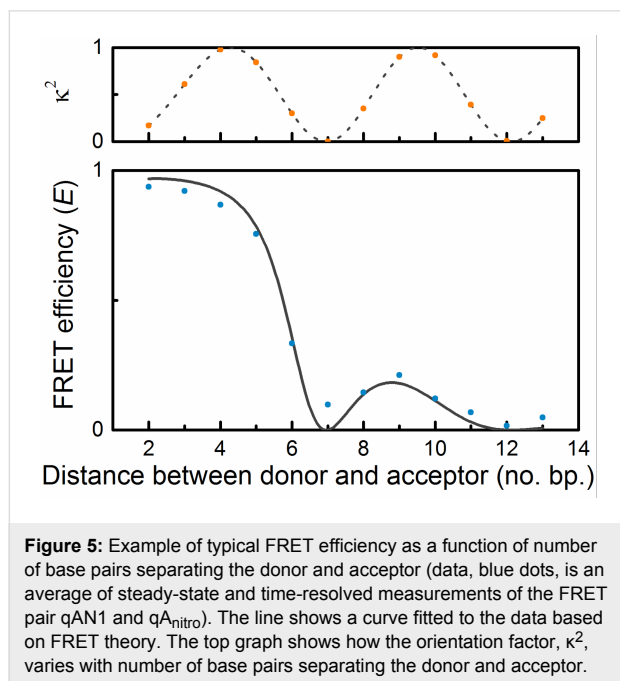 1
κ²
0
1
FRET efficiency (E)
0
2 4 6 8 10 12 14
Distance between donor and acceptor (no. bp.)
Figure 5: Example of typical FRET efficiency as a function of number
of base pairs separating the donor and acceptor (data, blue dots, is an
average of steady-state and time-resolved measurements of the FRET
pair qAN1 and qAnitro). The line shows a curve fitted to the data based
on FRET theory. The top graph shows how the orientation factor, κ²,
varies with number of base pairs separating the donor and acceptor.